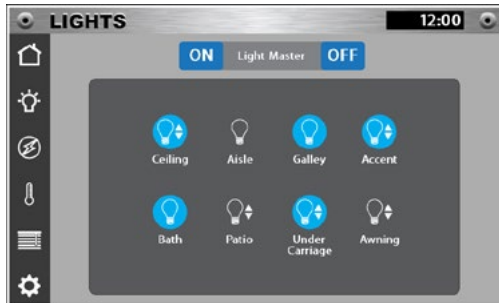 LIGHTS 12:00
ON Light Master OFF
Ceiling Aisle Galley Accent
Bath Patio Under Carriage Awning